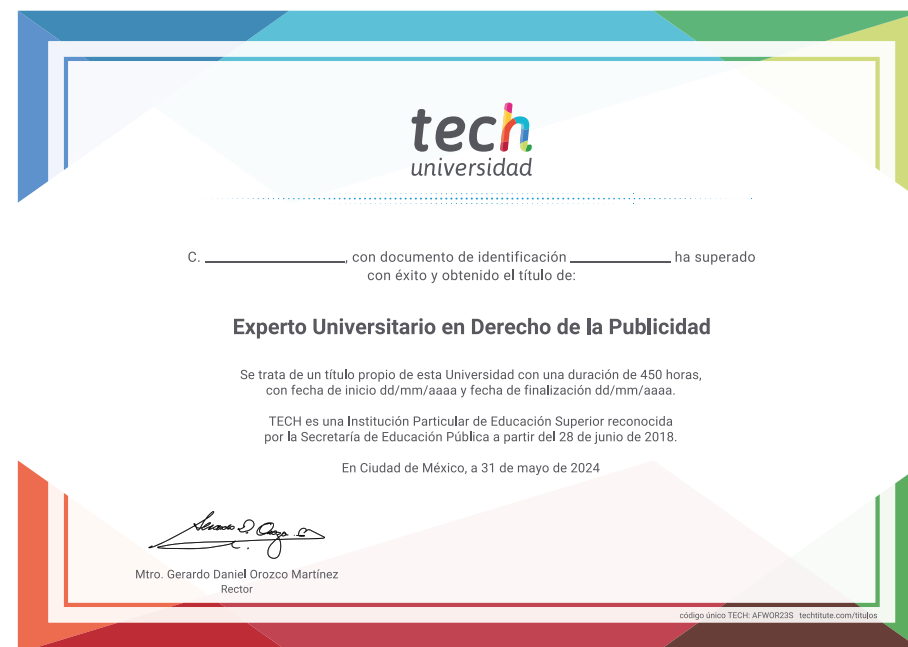 tech
universidad
C. ____________, con documento de identificación ____________ ha superado
con éxito y obtenido el título de:
Experto Universitario en Derecho de la Publicidad
Se trata de un título propio de esta Universidad con una duración de 450 horas,
con fecha de inicio dd/mm/aaaa y fecha de finalización dd/mm/aaaa.
TECH es una Institución Particular de Educación Superior reconocida
por la Secretaría de Educación Pública a partir del 28 de junio de 2018.
En Ciudad de México, a 31 de mayo de 2024
Mtro. Gerardo Daniel Orozco Martínez
Rector
código único TECH: AFWOR23S techtitute.com/titulos